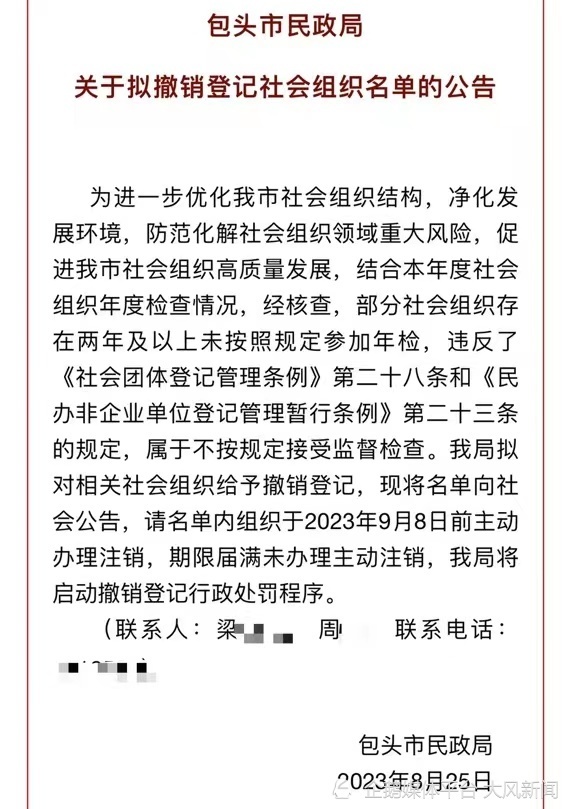 包头市民政局
关于拟撤销登记社会组织名单的公告
为进一步优化我市社会组织结构，净化发
展环境，防范化解社会组织领域重大风险，促
进我市社会组织高质量发展，结合本年度社会
组织年度检查情况，经核查，部分社会组织存
在两年及以上未按照规定参加年检，违反了
《社会团体登记管理条例》第二十八条和《民
办非企业单位登记管理暂行条例》第二十三条
的规定，属于不按规定接受监督检查。我局拟
对相关社会组织给予撤销登记，现将名单向社
会公告，请名单内组织于2023年9月8日前主动
办理注销，期限届满未办理主动注销，我局将
启动撤销登记行政处罚程序。
（联系人：梁 周 联系电话：
包头市民政局
2023年8月25日
企鹅媒体平台 大风新闻